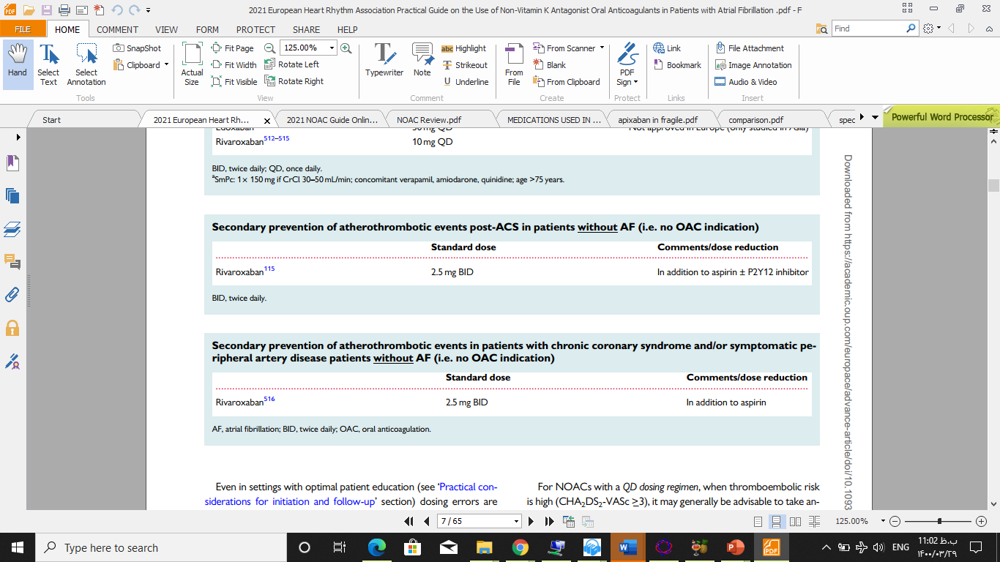 2021 European Heart Rhythm Association Practical Guide on the Use of Non-Vitamin K Antagonist Oral Anticoagulants in Patients with Atrial Fibrillation .pdf - F
FILE HOME COMMENT VIEW FORM PROTECT SHARE HELP
Find
Hand
Select Text
Select Annotation
SnapShot
Clipboard
Tools
Actual Size
Fit Page
Fit Width
Fit Visible
125.00%
Rotate Left
Rotate Right
View
Typewriter
Note
Highlight
Strikeout
Underline
Comment
From File
From Scanner
Blank
From Clipboard
Create
PDF Sign
Protect
Link
Bookmark
Links
File Attachment
Image Annotation
Audio & Video
Insert
Start
2021 European Heart Rh...
2021 NOAC Guide Onlin...
NOAC Review.pdf
MEDICATIONS USED IN ...
apixaban in fragile.pdf
comparison.pdf
spec
Powerful Word Processor
Edoxaban 30 mg QD Not approved in Europe (only studied in Asia)
Rivaroxaban512–515 10 mg QD
BID, twice daily; QD, once daily.
aSmPc: 1× 150 mg if CrCl 30–50 mL/min; concomitant verapamil, amiodarone, quinidine; age >75 years.
Secondary prevention of atherothrombotic events post-ACS in patients without AF (i.e. no OAC indication)
Standard dose Comments/dose reduction
Rivaroxaban115 2.5 mg BID In addition to aspirin ± P2Y12 inhibitor
BID, twice daily.
Secondary prevention of atherothrombotic events in patients with chronic coronary syndrome and/or symptomatic pe-
ripheral artery disease patients without AF (i.e. no OAC indication)
Standard dose Comments/dose reduction
Rivaroxaban516 2.5 mg BID In addition to aspirin
AF, atrial fibrillation; BID, twice daily; OAC, oral anticoagulation.
Even in settings with optimal patient education (see ‘Practical con-
siderations for initiation and follow-up’ section) dosing errors are
For NOACs with a QD dosing regimen, when thromboembolic risk
is high (CHA2DS2-VASc ≥3), it may generally be advisable to take an-
Downloaded from https://academic.oup.com/europace/advance-article/doi/10.1093
7 / 65
125.00%
Type here to search
ENG
11:02 ب.ظ
۱۴۰۰/۰۳/۲۹